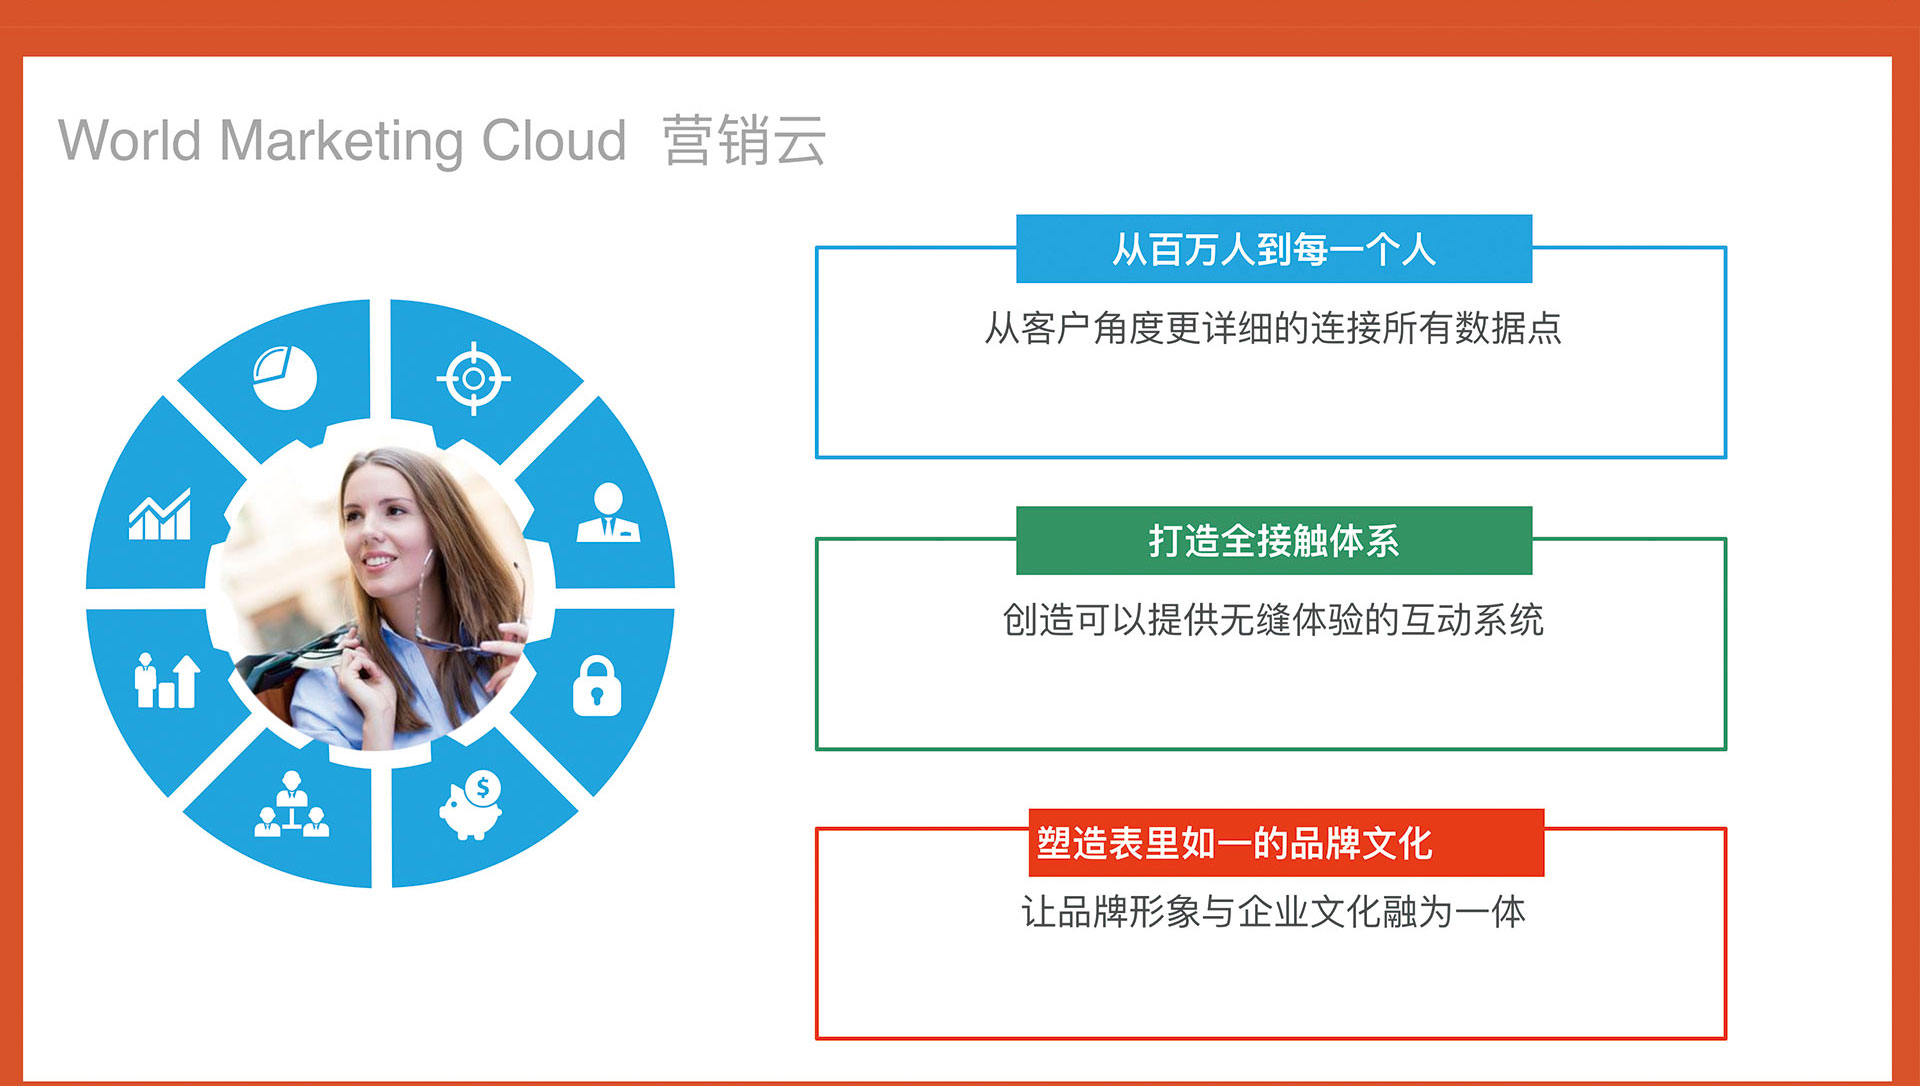 World Marketing Cloud 营销云
从百万人到每一个人
从客户角度更详细的连接所有数据点
打造全接触体系
创造可以提供无缝体验的互动系统
塑造表里如一的品牌文化
让品牌形象与企业文化融为一体
$